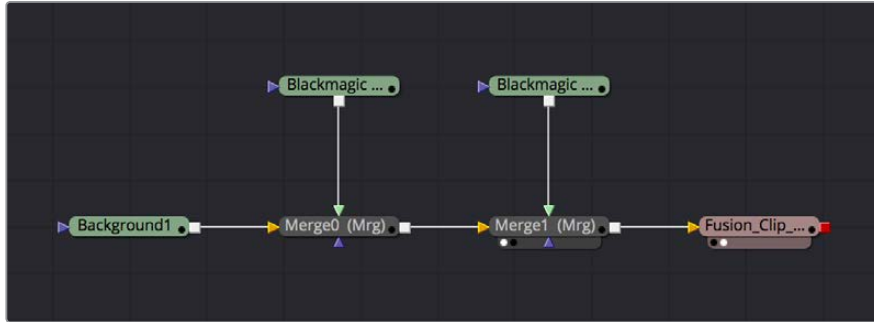 Blackmagic ...
Blackmagic ...
Background1
Merge0 (Mrg)
Merge1 (Mrg)
Fusion_Clip_...